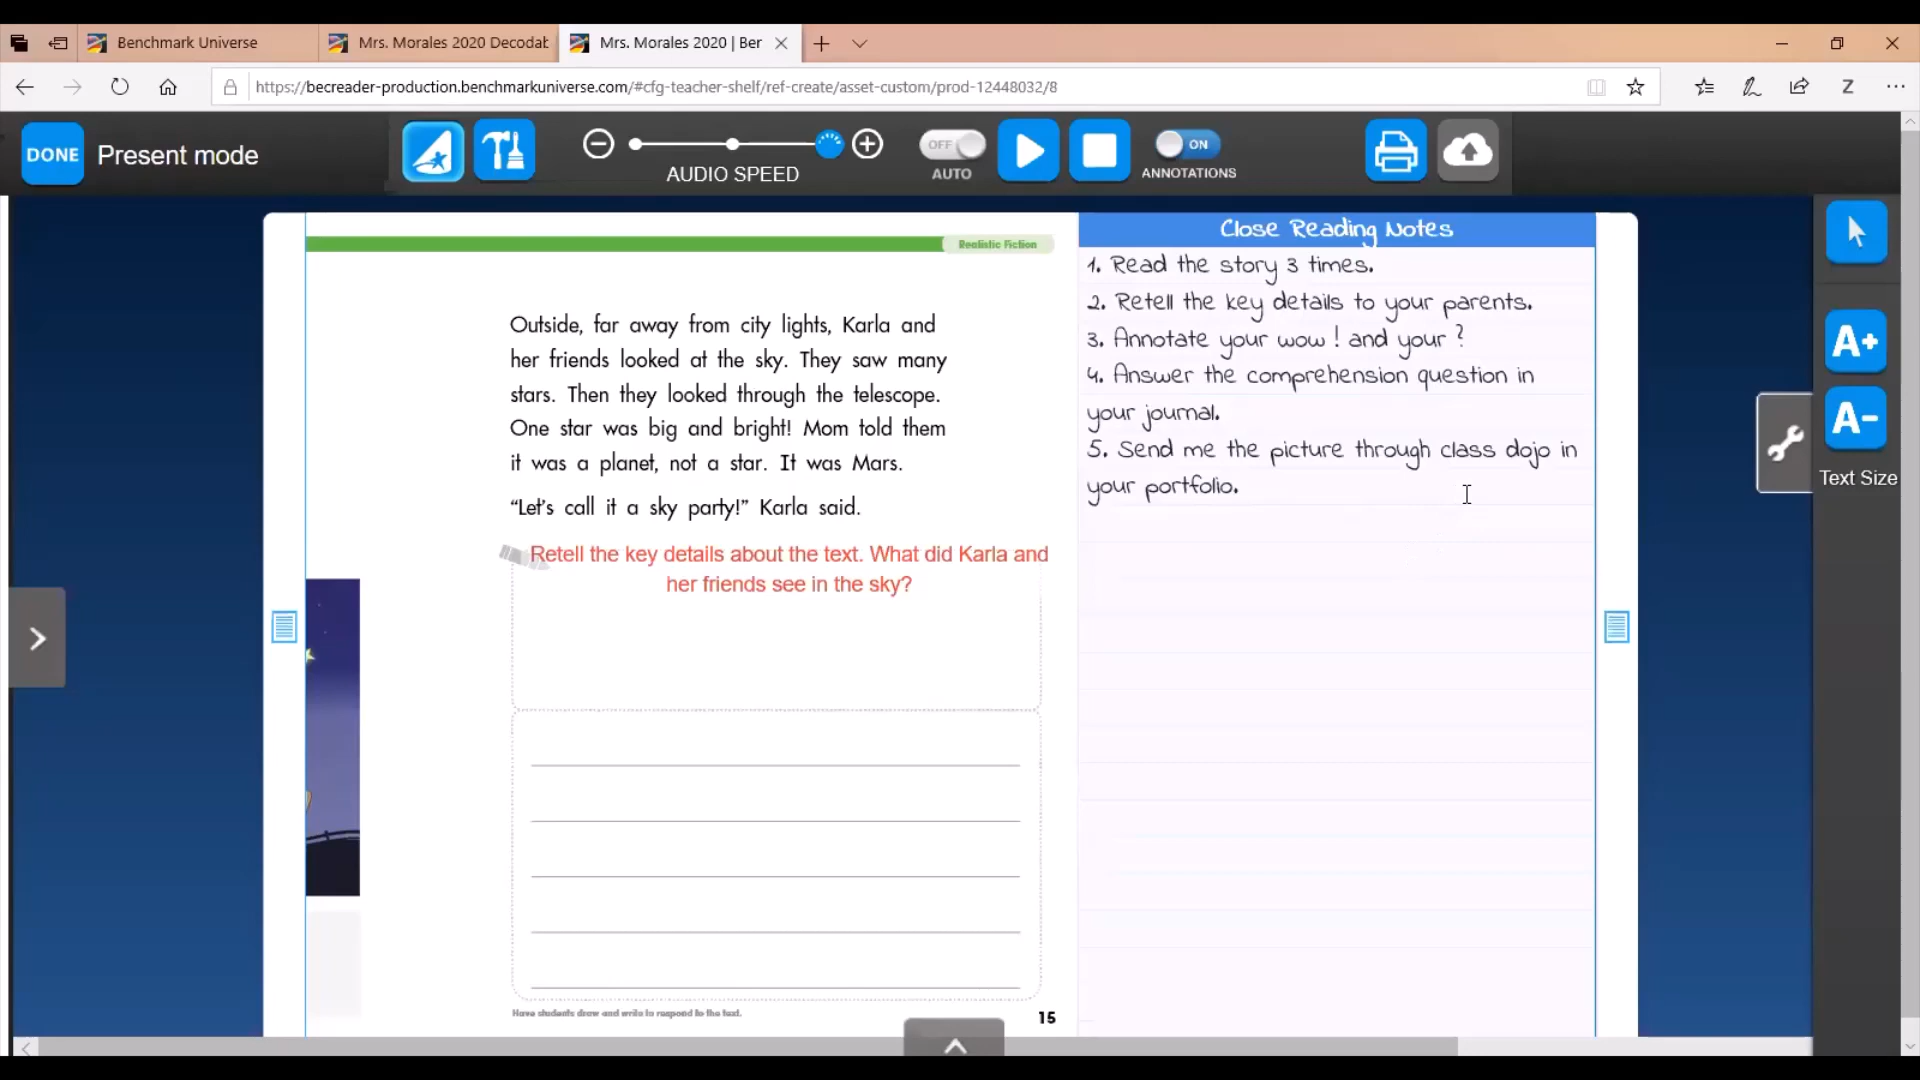 Benchmark Universe
Mrs. Morales 2020 Decodab
Mrs. Morales 2020 | Ber
https://becreader-production.benchmarkuniverse.com/#cfg-teacher-shelf/ref-create/asset-custom/prod-12448032/8
Z
DONE
Present mode
AUDIO SPEED
OFF
AUTO
ON
ANNOTATIONS
Realistic Fiction
Outside, far away from city lights, Karla and
her friends looked at the sky. They saw many
stars. Then they looked through the telescope.
One star was big and bright! Mom told them
it was a planet, not a star. It was Mars.
“Let’s call it a sky party!” Karla said.
Retell the key details about the text. What did Karla and
her friends see in the sky?
Have students draw and write to respond to the text.
15
Close Reading Notes
1. Read the story 3 times.
2. Retell the key details to your parents.
3. Annotate your wow ! and your ?
4. Answer the comprehension question in
your journal.
5. Send me the picture through class dojo in
your portfolio.
A+
A-
Text Size